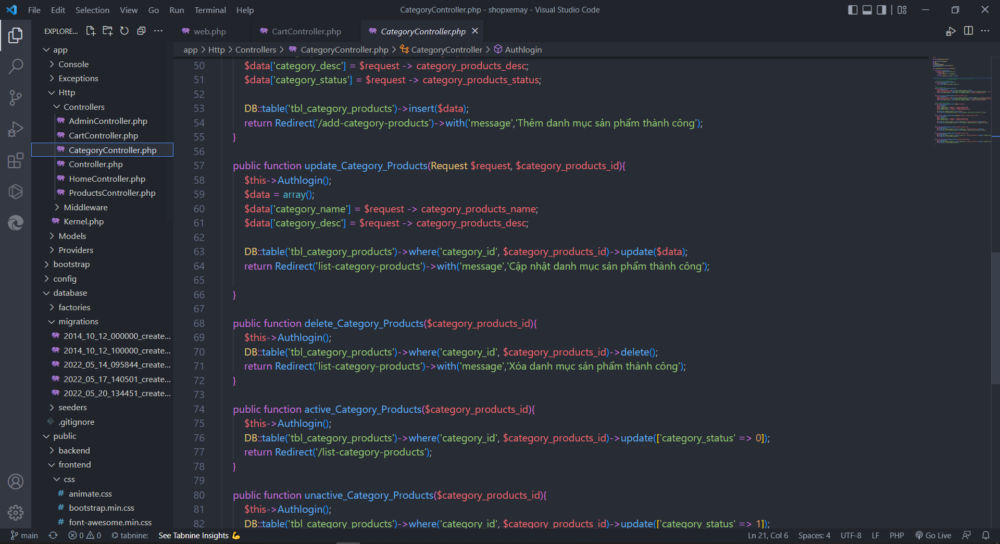 File Edit Selection View Go Run Terminal Help
CategoryController.php - shopxemay - Visual Studio Code
EXPLORE...
web.php
CartController.php
CategoryController.php
app > Http > Controllers > CategoryController.php > CategoryController > Authlogin
app
Console
Exceptions
Http
Controllers
AdminController.php
CartController.php
CategoryController.php
Controller.php
HomeController.php
ProductsController.php
Middleware
Kernel.php
Models
Providers
bootstrap
config
database
factories
migrations
2014_10_12_000000_create...
2014_10_12_100000_create...
2022_05_14_095844_create...
2022_05_17_140501_create...
2022_05_20_134451_create...
seeders
.gitignore
public
backend
frontend
css
# animate.css
# bootstrap.min.css
# font-awesome.min.css
50 $data['category_desc'] = $request -> category_products_desc;
51 $data['category_status'] = $request -> category_products_status;
52
53 DB::table('tbl_category_products')->insert($data);
54 return Redirect('/add-category-products')->with('message','Thêm danh mục sản phẩm thành công');
55 }
56
57 public function update_Category_Products(Request $request, $category_products_id){
58 $this->Authlogin();
59 $data = array();
60 $data['category_name'] = $request -> category_products_name;
61 $data['category_desc'] = $request -> category_products_desc;
62
63 DB::table('tbl_category_products')->where('category_id', $category_products_id)->update($data);
64 return Redirect('list-category-products')->with('message','Cập nhật danh mục sản phẩm thành công');
65
66 }
67
68 public function delete_Category_Products($category_products_id){
69 $this->Authlogin();
70 DB::table('tbl_category_products')->where('category_id', $category_products_id)->delete();
71 return Redirect('list-category-products')->with('message','Xóa danh mục sản phẩm thành công');
72 }
73
74 public function active_Category_Products($category_products_id){
75 $this->Authlogin();
76 DB::table('tbl_category_products')->where('category_id', $category_products_id)->update(['category_status' => 0]);
77 return Redirect('/list-category-products');
78 }
79
80 public function unactive_Category_Products($category_products_id){
81 $this->Authlogin();
82 DB::table('tbl_category_products')->where('category_id', $category_products_id)->update(['category_status' => 1]);
main 0 0 tabnine: See Tabnine Insights 💪 Ln 21, Col 6 Spaces: 4 UTF-8 LF PHP Go Live